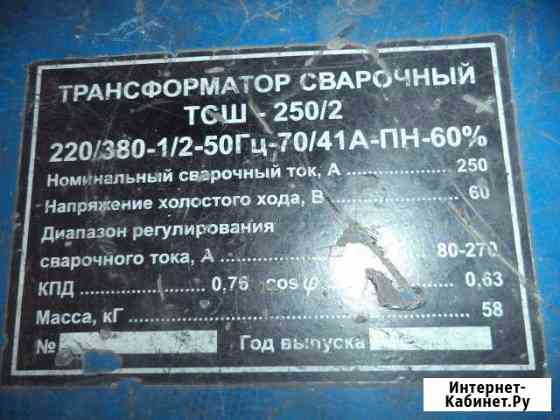 ТРАНСФОРМАТОР СВАРОЧНЫЙ
ТСШ - 250/2
220/380-1/2-50Гц-70/41А-ПН-60%
Номинальный сварочный ток, А ........ 250
Напряжение холостого хода, В ........ 60
Диапазон регулирования
сварочного тока, А ........ 80-270
КПД ........ 0,76 cos φ ........ 0,63
Масса, кг ........ 58
№ Год выпуска
Интернет-
Кабинет.Ру